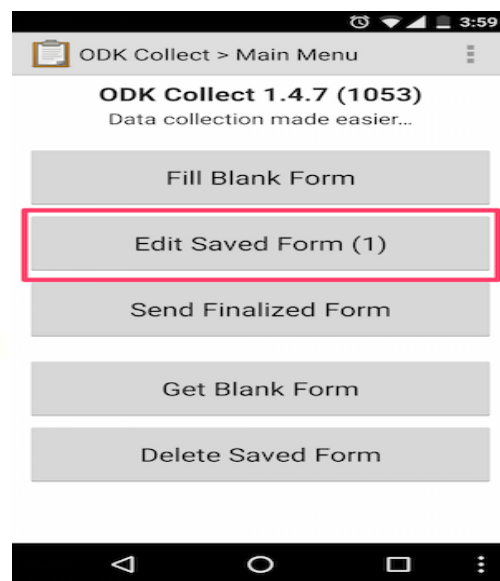 3:59
ODK Collect > Main Menu
ODK Collect 1.4.7 (1053)
Data collection made easier...
Fill Blank Form
Edit Saved Form (1)
Send Finalized Form
Get Blank Form
Delete Saved Form